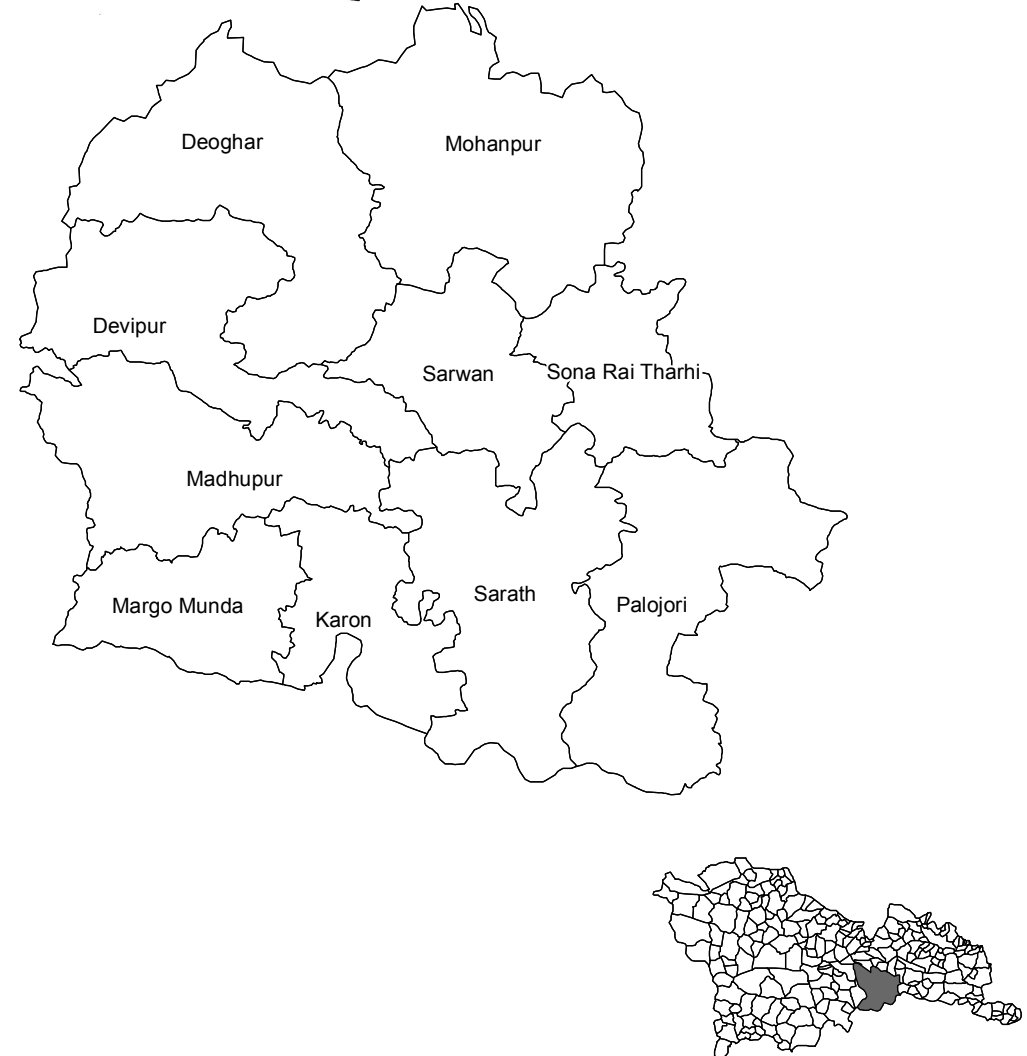 Deoghar
Mohanpur
Devipur
Sarwan
Sona Rai Tharhi
Madhupur
Sarath
Margo Munda
Palojori
Karon